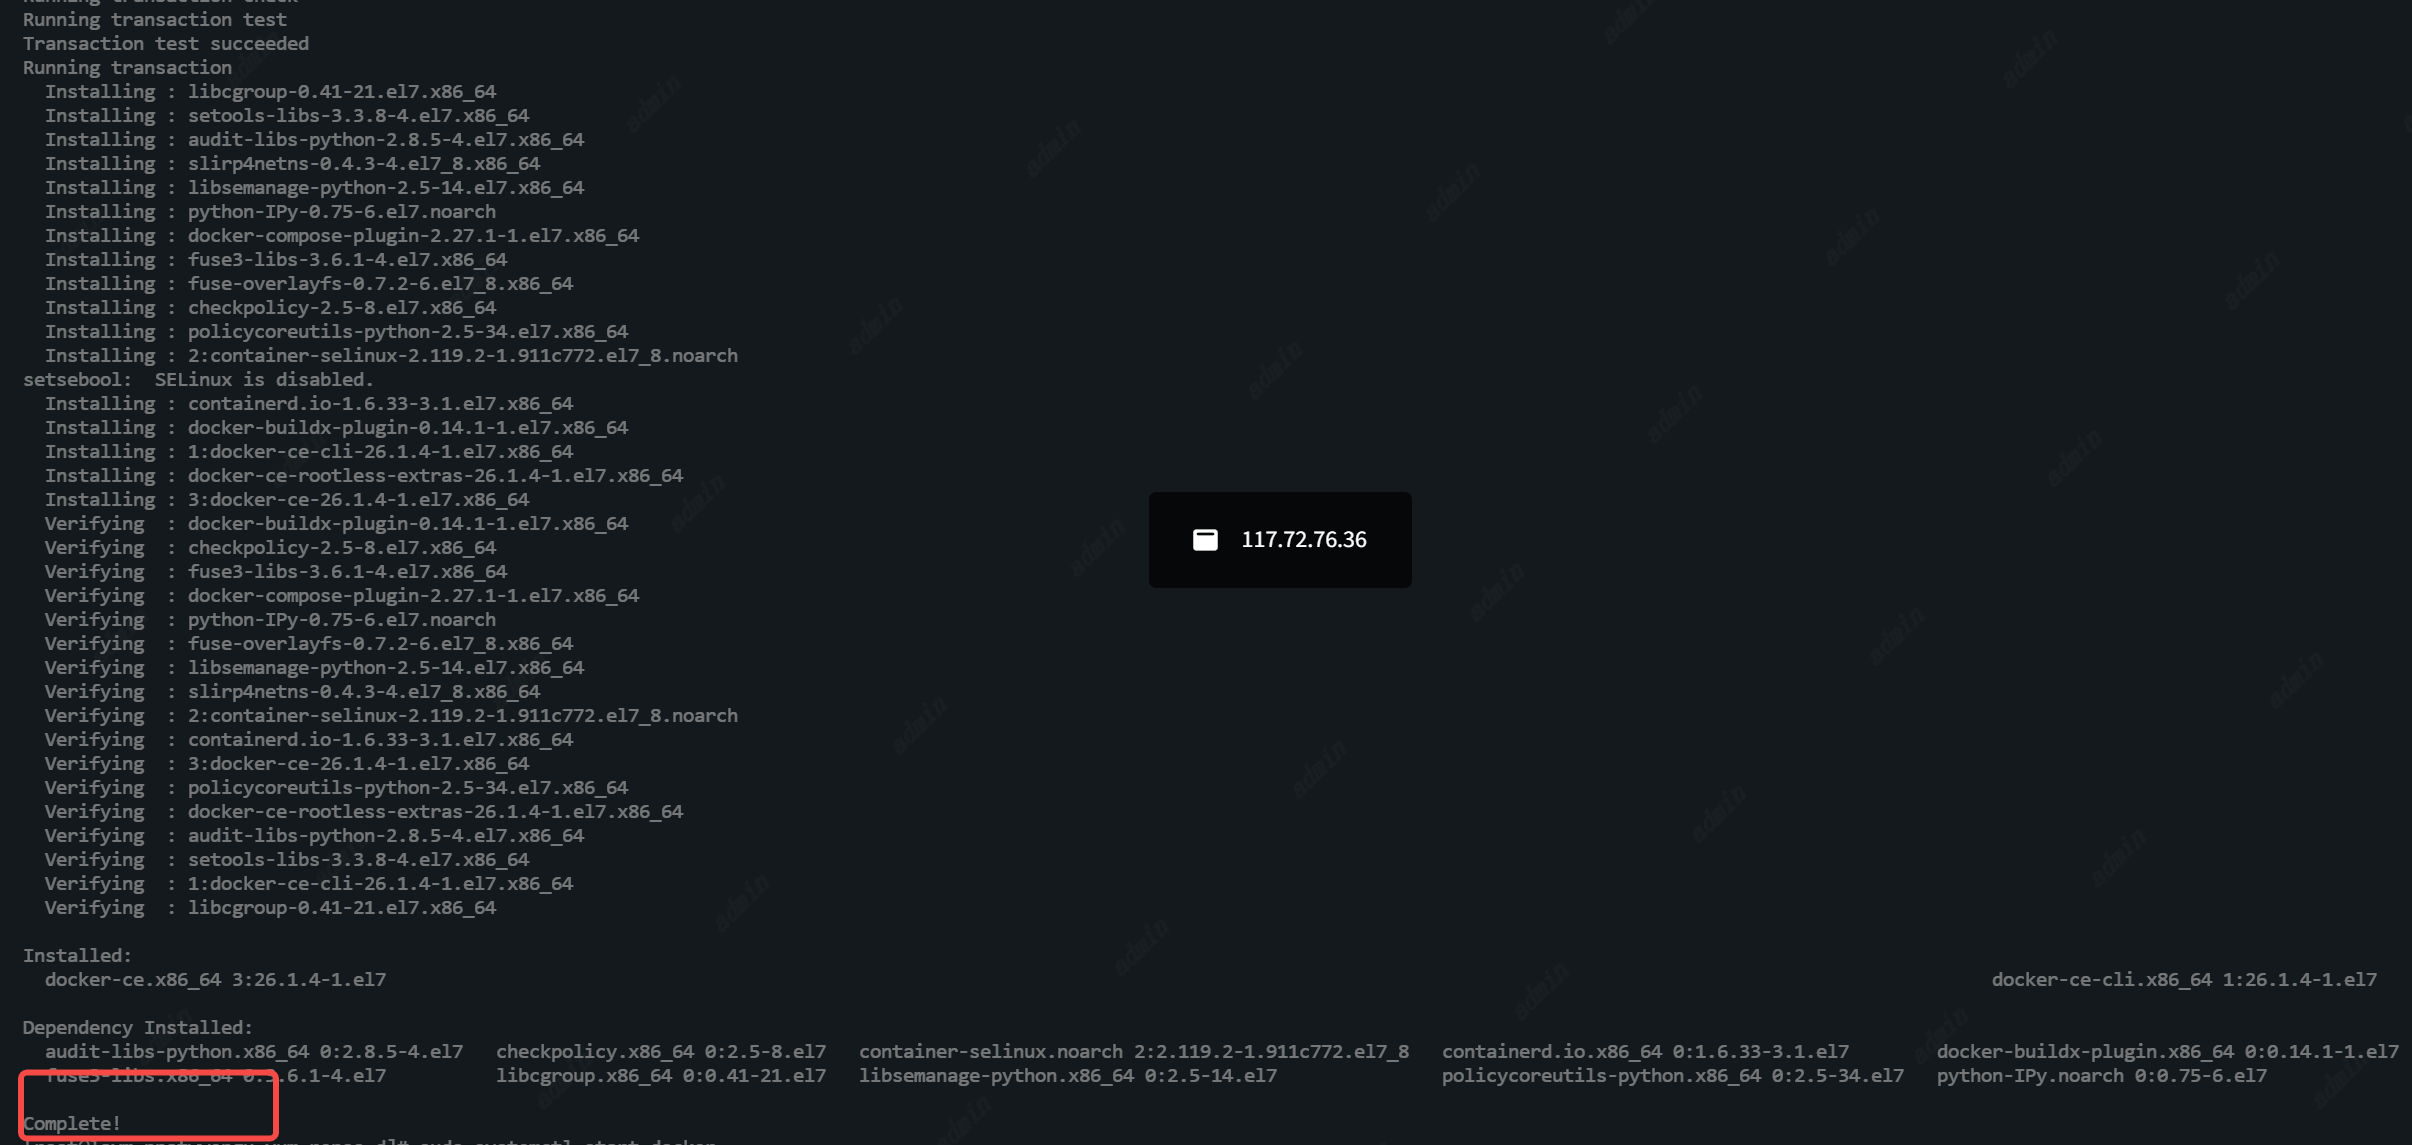 Running transaction check
Running transaction test
Transaction test succeeded
Running transaction
  Installing : libcgroup-0.41-21.el7.x86_64
  Installing : setools-libs-3.3.8-4.el7.x86_64
  Installing : audit-libs-python-2.8.5-4.el7.x86_64
  Installing : slirp4netns-0.4.3-4.el7_8.x86_64
  Installing : libsemanage-python-2.5-14.el7.x86_64
  Installing : python-IPy-0.75-6.el7.noarch
  Installing : docker-compose-plugin-2.27.1-1.el7.x86_64
  Installing : fuse3-libs-3.6.1-4.el7.x86_64
  Installing : fuse-overlayfs-0.7.2-6.el7_8.x86_64
  Installing : checkpolicy-2.5-8.el7.x86_64
  Installing : policycoreutils-python-2.5-34.el7.x86_64
  Installing : 2:container-selinux-2.119.2-1.911c772.el7_8.noarch
setsebool:  SELinux is disabled.
  Installing : containerd.io-1.6.33-3.1.el7.x86_64
  Installing : docker-buildx-plugin-0.14.1-1.el7.x86_64
  Installing : 1:docker-ce-cli-26.1.4-1.el7.x86_64
  Installing : docker-ce-rootless-extras-26.1.4-1.el7.x86_64
  Installing : 3:docker-ce-26.1.4-1.el7.x86_64
  Verifying  : docker-buildx-plugin-0.14.1-1.el7.x86_64
117.72.76.36
  Verifying  : checkpolicy-2.5-8.el7.x86_64
  Verifying  : fuse3-libs-3.6.1-4.el7.x86_64
  Verifying  : docker-compose-plugin-2.27.1-1.el7.x86_64
  Verifying  : python-IPy-0.75-6.el7.noarch
  Verifying  : fuse-overlayfs-0.7.2-6.el7_8.x86_64
  Verifying  : libsemanage-python-2.5-14.el7.x86_64
  Verifying  : slirp4netns-0.4.3-4.el7_8.x86_64
  Verifying  : 2:container-selinux-2.119.2-1.911c772.el7_8.noarch
  Verifying  : containerd.io-1.6.33-3.1.el7.x86_64
  Verifying  : 3:docker-ce-26.1.4-1.el7.x86_64
  Verifying  : policycoreutils-python-2.5-34.el7.x86_64
  Verifying  : docker-ce-rootless-extras-26.1.4-1.el7.x86_64
  Verifying  : audit-libs-python-2.8.5-4.el7.x86_64
  Verifying  : setools-libs-3.3.8-4.el7.x86_64
  Verifying  : 1:docker-ce-cli-26.1.4-1.el7.x86_64
  Verifying  : libcgroup-0.41-21.el7.x86_64
Installed:
  docker-ce.x86_64 3:26.1.4-1.el7   docker-ce-cli.x86_64 1:26.1.4-1.el7
Dependency Installed:
  audit-libs-python.x86_64 0:2.8.5-4.el7   checkpolicy.x86_64 0:2.5-8.el7   container-selinux.noarch 2:2.119.2-1.911c772.el7_8   containerd.io.x86_64 0:1.6.33-3.1.el7   docker-buildx-plugin.x86_64 0:0.14.1-1.el7
  fuse3-libs.x86_64 0:3.6.1-4.el7   libcgroup.x86_64 0:0.41-21.el7   libsemanage-python.x86_64 0:2.5-14.el7   policycoreutils-python.x86_64 0:2.5-34.el7   python-IPy.noarch 0:0.75-6.el7
Complete!
sudo systemctl start docker